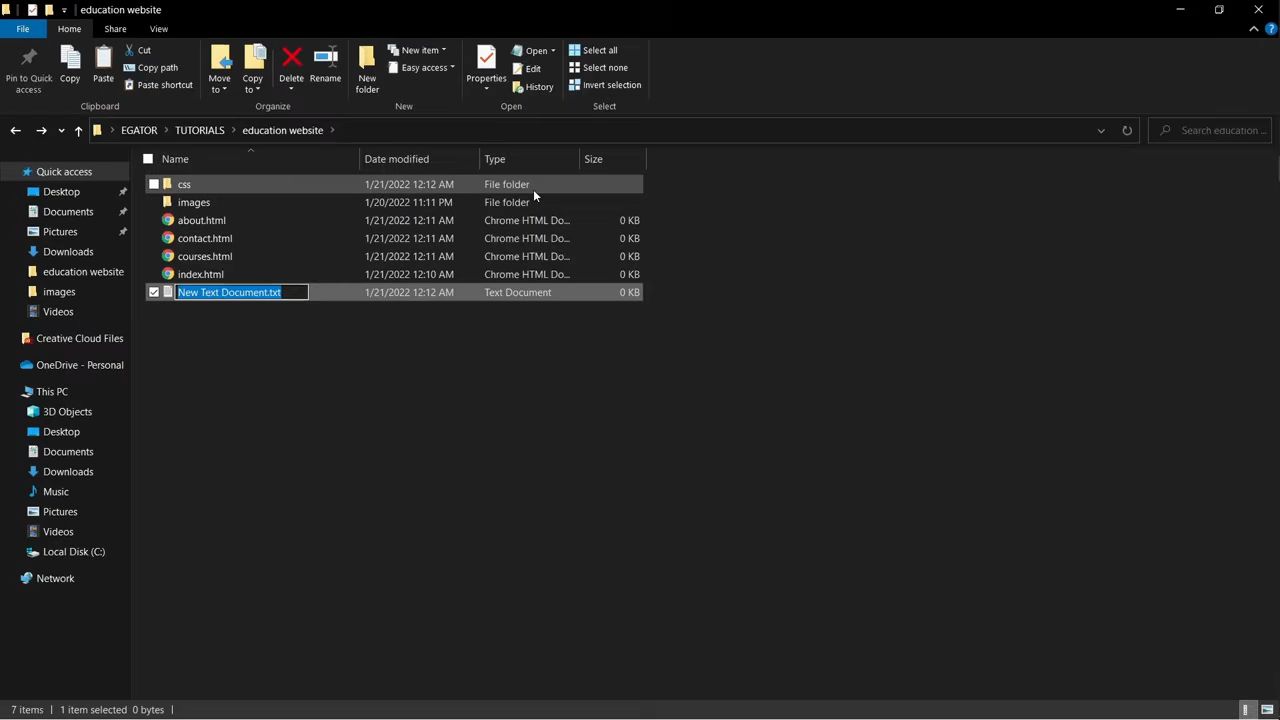 education website
File
Home
Share
View
Pin to Quick
access
Copy
Paste
Cut
Copy path
Paste shortcut
Clipboard
Move
to
Copy
to
Delete
Rename
Organize
New
folder
New item
Easy access
New
Properties
Open
Edit
History
Open
Select all
Select none
Invert selection
Select
EGATOR
TUTORIALS
education website
Search education ...
Name
Date modified
Type
Size
css 1/21/2022 12:12 AM File folder
images 1/20/2022 11:11 PM File folder
about.html 1/21/2022 12:11 AM Chrome HTML Do... 0 KB
contact.html 1/21/2022 12:11 AM Chrome HTML Do... 0 KB
courses.html 1/21/2022 12:11 AM Chrome HTML Do... 0 KB
index.html 1/21/2022 12:10 AM Chrome HTML Do... 0 KB
New Text Document.txt 1/21/2022 12:12 AM Text Document 0 KB
Quick access
Desktop
Documents
Pictures
Downloads
education website
images
Videos
Creative Cloud Files
OneDrive - Personal
This PC
3D Objects
Desktop
Documents
Downloads
Music
Pictures
Videos
Local Disk (C:)
Network
7 items
1 item selected 0 bytes